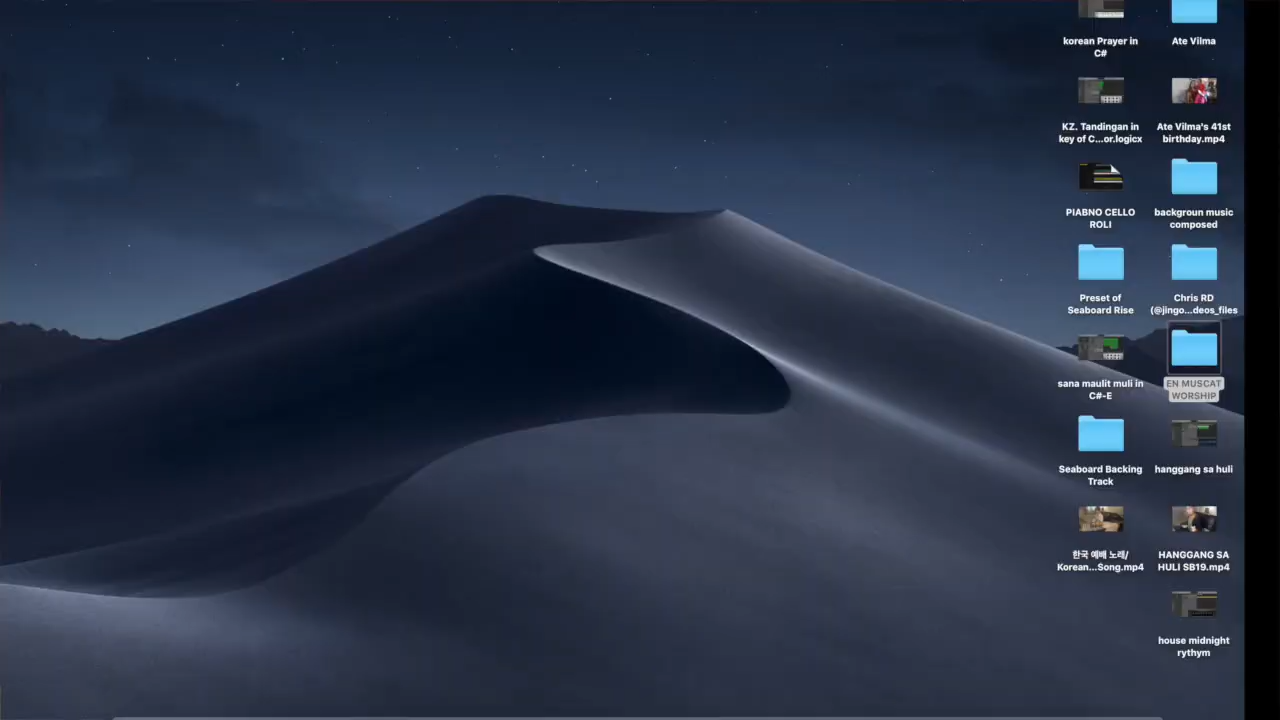 korean Prayer in
C#
Ate Vilma
KZ. Tandingan in
key of C...or.logicx
Ate Vilma's 41st
birthday.mp4
PIABNO CELLO
ROLI
backgroun music
composed
Preset of
Seaboard Rise
Chris RD
(@jingo...deos_files
sana maulit muli in
C#-E
EN MUSCAT
WORSHIP
Seaboard Backing
Track
hanggang sa huli
한국 예배 노래/
Korean...Song.mp4
HANGGANG SA
HULI SB19.mp4
house midnight
rythym